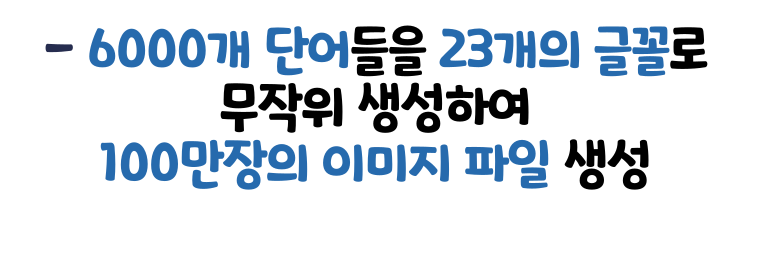 - 6000개 단어들을 23개의 글꼴로
무작위 생성하여
100만장의 이미지 파일 생성